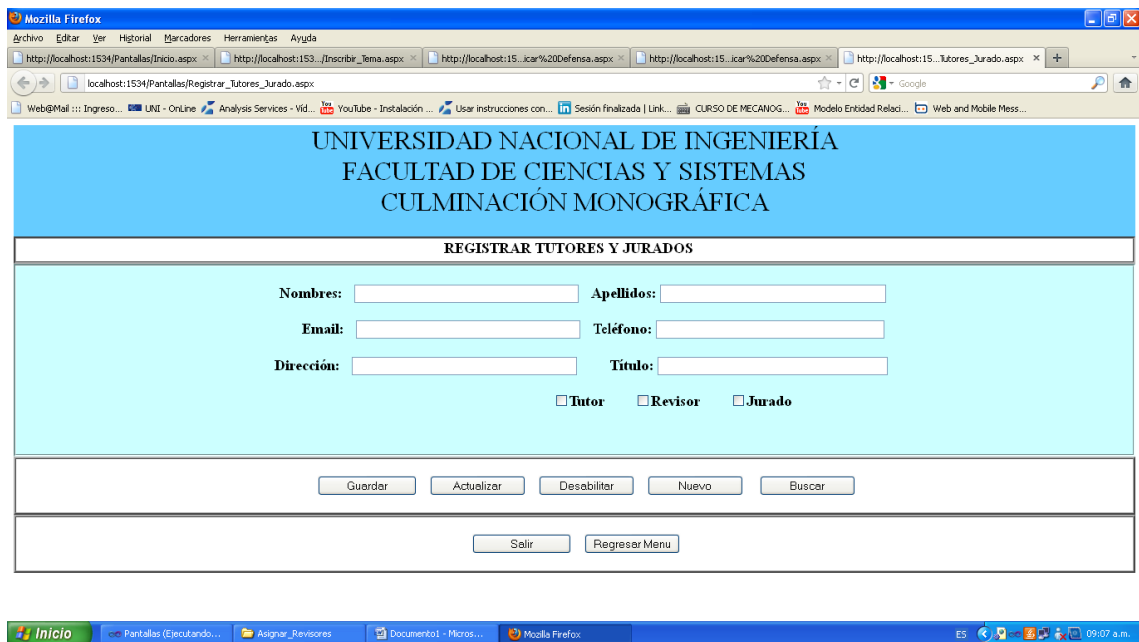 Mozilla Firefox
Archivo Editar Ver Historial Marcadores Herramientas Ayuda
http://localhost:1534/Pantallas/Inicio.aspx http://localhost:153.../Inscribir_Tema.aspx http://localhost:15...icar%20Defensa.aspx http://localhost:15...icar%20Defensa.aspx http://localhost:15...Tutores_Jurado.aspx
localhost:1534/Pantallas/Registrar_Tutores_Jurado.aspx Google
Web@Mail ::: Ingreso... UNI - OnLine Analysis Services - Víd... YouTube - Instalación ... Usar instrucciones con... Sesión finalizada | Link... CURSO DE MECANOG... Modelo Entidad Relaci... Web and Mobile Mess...
UNIVERSIDAD NACIONAL DE INGENIERÍA
FACULTAD DE CIENCIAS Y SISTEMAS
CULMINACIÓN MONOGRÁFICA
REGISTRAR TUTORES Y JURADOS
Nombres: Apellidos:
Email: Teléfono:
Dirección: Título:
Tutor Revisor Jurado
Guardar Actualizar Desabilitar Nuevo Buscar
Salir Regresar Menu
Inicio Pantallas (Ejecutando... Asignar_Revisores Documento1 - Micros... Mozilla Firefox ES 09:07 a.m.